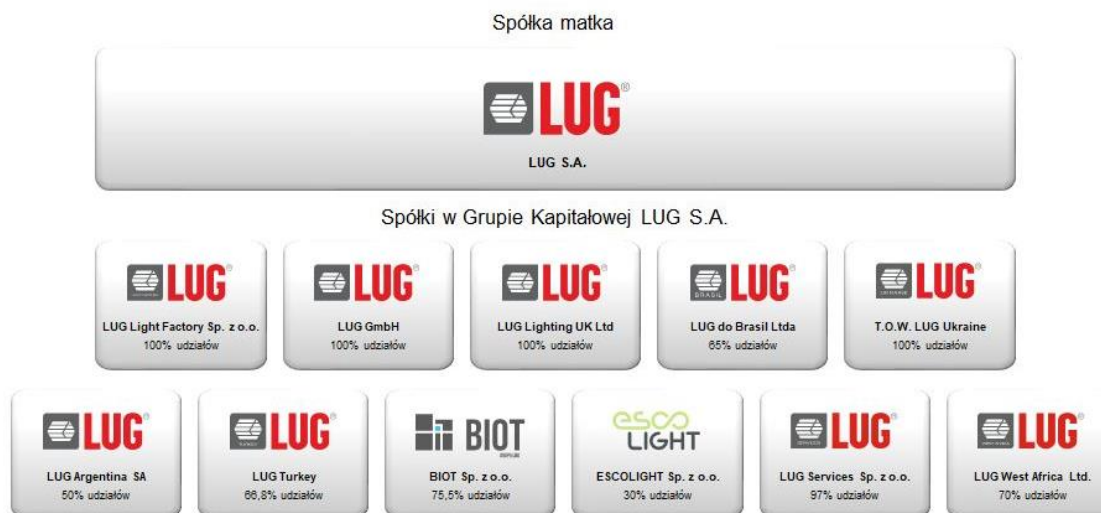 Spółka matka
LUG®
LUG S.A.
Spółki w Grupie Kapitałowej LUG S.A.
LUG®
LUG Light Factory Sp. z o.o.
100% udziałów
LUG®
LUG GmbH
100% udziałów
LUG®
LUG Lighting UK Ltd
100% udziałów
BRASIL
LUG®
LUG do Brasil Ltda
65% udziałów
LUG®
T.O.W. LUG Ukraine
100% udziałów
LUG®
LUG Argentina SA
50% udziałów
LUG®
LUG Turkey
66,8% udziałów
BIOT
BIOT Sp. z o.o.
75,5% udziałów
esco
LIGHT
ESCOLIGHT Sp. z o.o.
30% udziałów
SERVICES
LUG®
LUG Services Sp. z o.o.
97% udziałów
LUG®
LUG West Africa Ltd.
70% udziałów